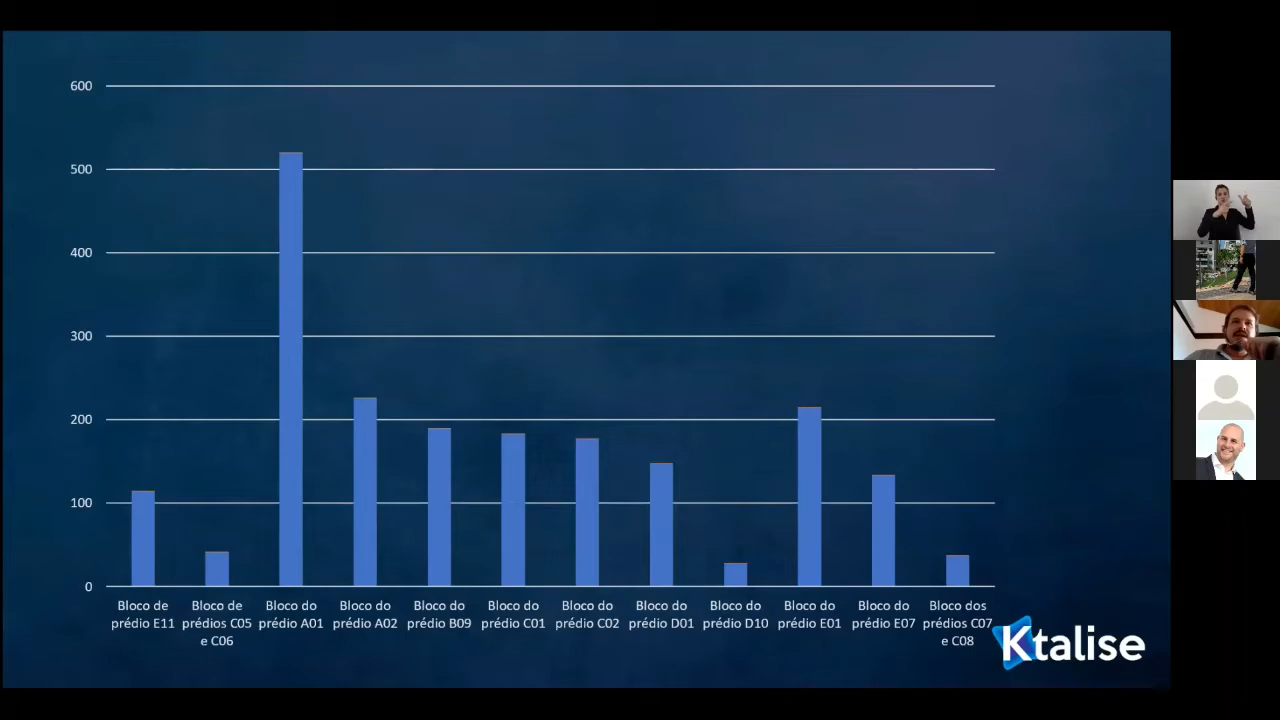 600
500
400
300
200
100
0
Bloco de
prédio E11
Bloco de
prédios C05
e C06
Bloco do
prédio A01
Bloco do
prédio A02
Bloco do
prédio B09
Bloco do
prédio C01
Bloco do
prédio C02
Bloco do
prédio D01
Bloco do
prédio D10
Bloco do
prédio E01
Bloco do
prédio E07
Bloco dos
prédios C07
e C08
Ktalise